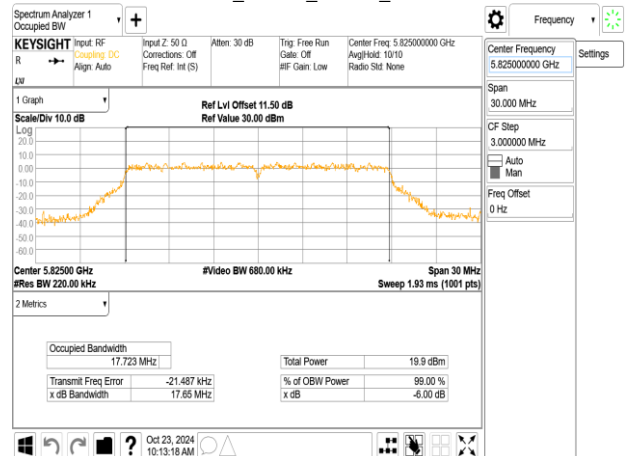 Spectrum Analyzer 1
Occupied BW
Frequency
KEYSIGHT
R
LXI
Input: RF
Coupling: DC
Align: Auto
Input Z: 50 Ω
Corrections: Off
Freq Ref: Int (S)
Atten: 30 dB
Trig: Free Run
Gate: Off
#IF Gain: Low
Center Freq: 5.825000000 GHz
Avg|Hold: 10/10
Radio Std: None
Center Frequency
5.825000000 GHz
Settings
Span
30.000 MHz
CF Step
3.000000 MHz
Auto
Man
Freq Offset
0 Hz
1 Graph
Scale/Div 10.0 dB
Ref Lvl Offset 11.50 dB
Ref Value 30.00 dBm
Log
20.0
10.0
0.00
-10.0
-20.0
-30.0
-40.0
-50.0
-60.0
Center 5.82500 GHz
#Video BW 680.00 kHz
Span 30 MHz
#Res BW 220.00 kHz
Sweep 1.93 ms (1001 pts)
2 Metrics
Occupied Bandwidth
17.723 MHz
Total Power 19.9 dBm
Transmit Freq Error -21.487 kHz
% of OBW Power 99.00 %
x dB Bandwidth 17.65 MHz
x dB -6.00 dB
?
Oct 23, 2024
10:13:18 AM